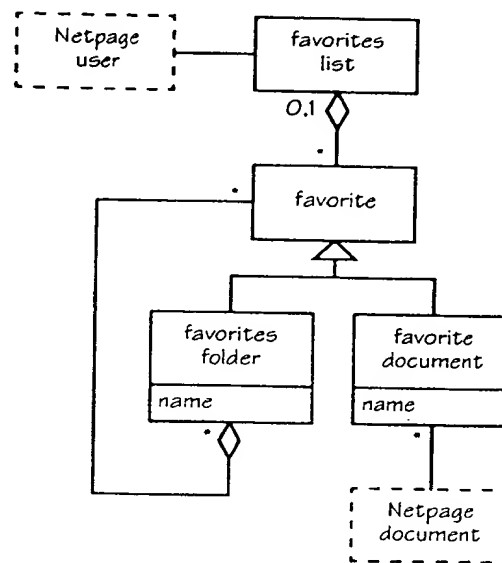 Netpage
user
favorites
list
0.1
*
*
favorite
favorites
folder
name
*
favorite
document
name
*
Netpage
document